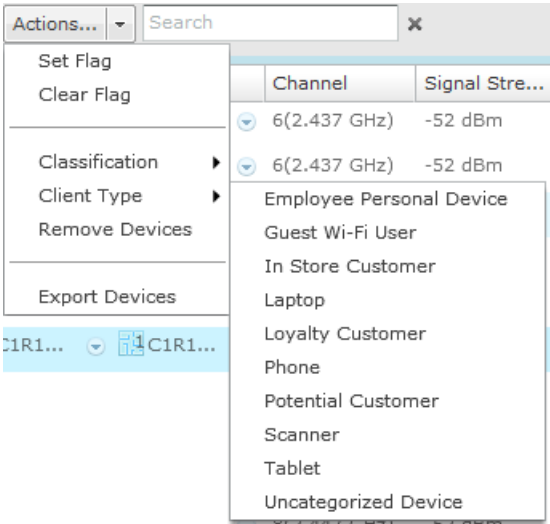 Actions... Search
Set Flag
Clear Flag
Channel Signal Stre...
6(2.437 GHz) -52 dBm
Classification 6(2.437 GHz) -52 dBm
Client Type
Remove Devices
Export Devices
Employee Personal Device
Guest Wi-Fi User
In Store Customer
Laptop
Loyalty Customer
Phone
Potential Customer
Scanner
Tablet
Uncategorized Device
C1R1... 1 C1R1...